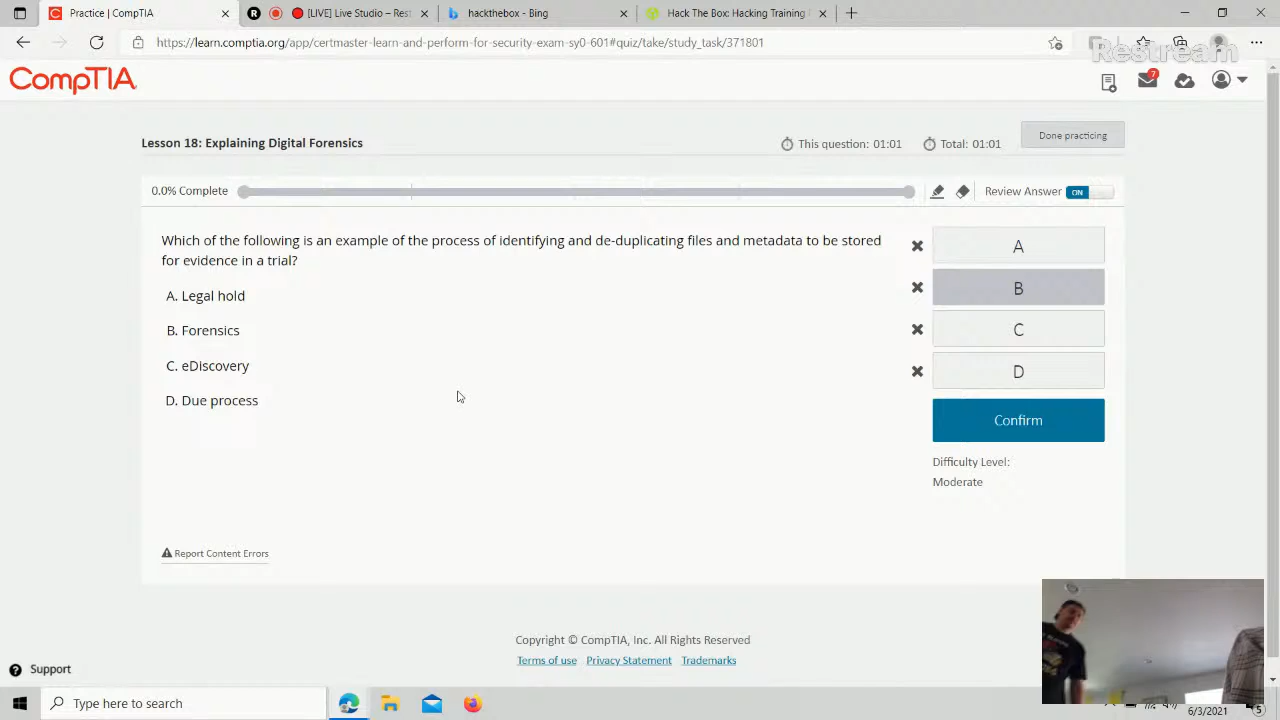 Practice | CompTIA
[LIVE] Live Studio – Rest
hackthebox - Bing
Hack The Box: Hacking Training
https://learn.comptia.org/app/certmaster-learn-and-perform-for-security-exam-sy0-601#quiz/take/study_task/371801
Restream
CompTIA
7
Lesson 18: Explaining Digital Forensics
This question: 01:01
Total: 01:01
Done practicing
0.0% Complete
Review Answer
ON
Which of the following is an example of the process of identifying and de-duplicating files and metadata to be stored
for evidence in a trial?
A. Legal hold
B. Forensics
C. eDiscovery
D. Due process
A
B
C
D
Confirm
Difficulty Level:
Moderate
Report Content Errors
Copyright © CompTIA, Inc. All Rights Reserved
Terms of use
Privacy Statement
Trademarks
Support
Type here to search
6/3/2021
5